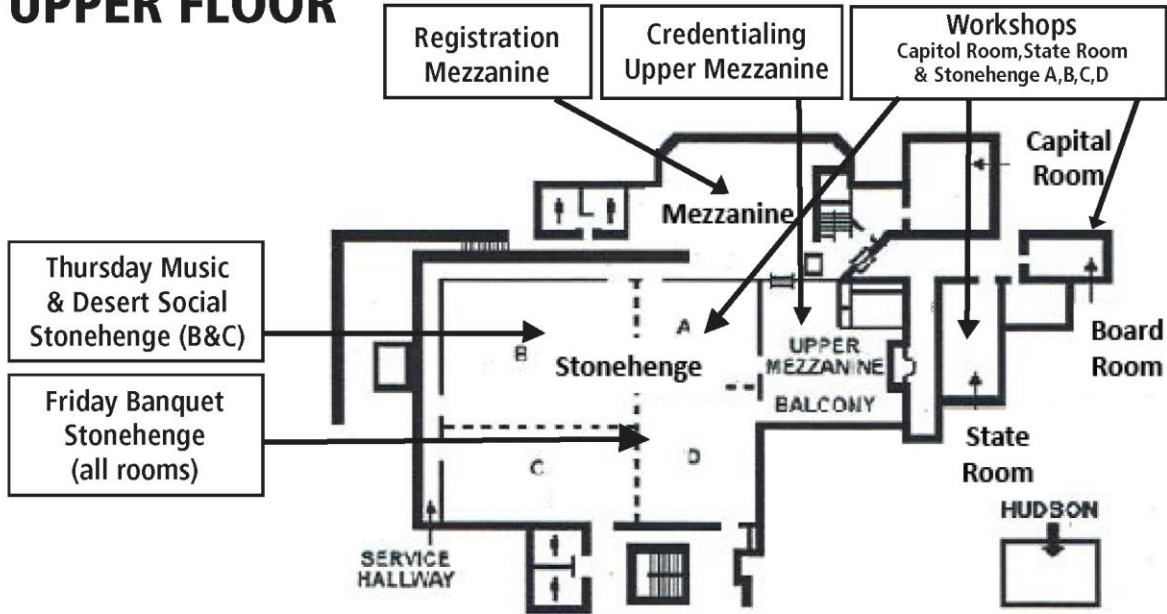 UPPER FLOOR
Registration
Mezzanine
Credentialing
Upper Mezzanine
Workshops
Capitol Room,State Room
& Stonehenge A,B,C,D
Capital
Room
Mezzanine
Thursday Music
& Desert Social
Stonehenge (B&C)
A
B
Stonehenge
UPPER
MEZZANINE
BALCONY
Board
Room
Friday Banquet
Stonehenge
(all rooms)
C
D
State
Room
HUDSON
SERVICE
HALLWAY